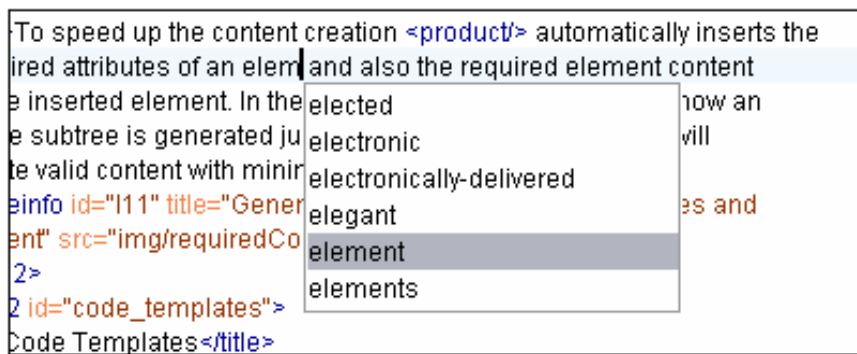 To speed up the content creation <product/> automatically inserts the
ired attributes of an elem and also the required element content
e inserted element. In the elected now an
e subtree is generated ju electronic will
te valid content with minin electronically-delivered
einfo id="l11" title="Gener elegant es and
ent" src="img/requiredCo element
2> elements
2 id="code_templates">
Code Templates</title>